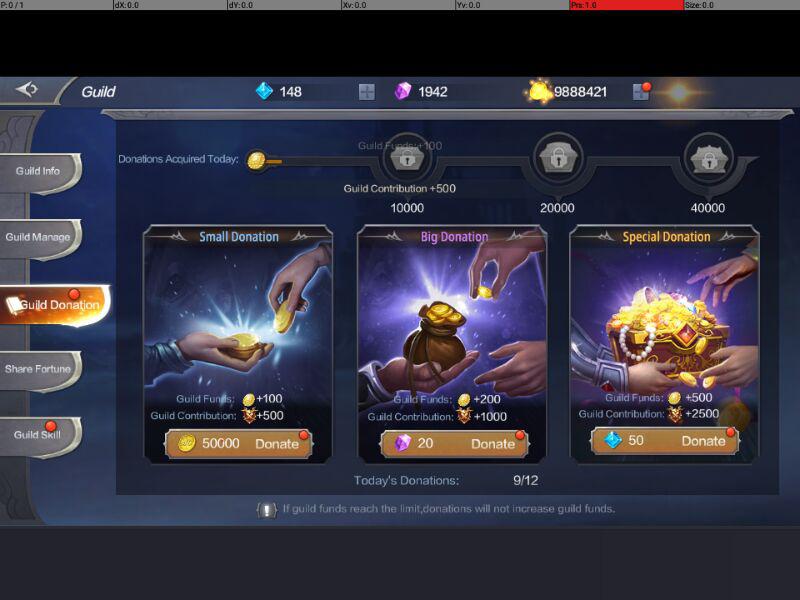 P: 0 / 1 dX: 0.0 dY: 0.0 Xv: 0.0 Yv: 0.0 Prs: 1.0 Size: 0.0
Guild 148 1942 9888421
Guild Funds:+100
Donations Acquired Today:
Guild Contribution +500
10000 20000 40000
Guild Info
Guild Manage
Guild Donation
Share Fortune
Guild Skill
Small Donation
Guild Funds: +100
Guild Contribution: +500
50000 Donate
Big Donation
Guild Funds: +200
Guild Contribution: +1000
20 Donate
Special Donation
Guild Funds: +500
Guild Contribution: +2500
50 Donate
Today's Donations: 9/12
If guild funds reach the limit,donations will not increase guild funds.